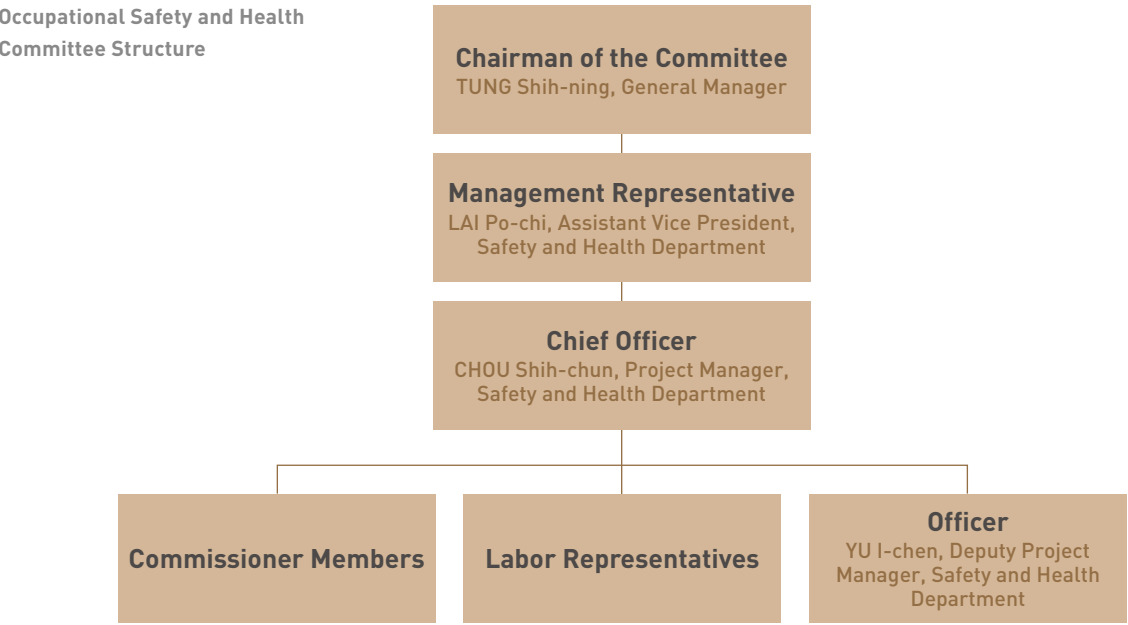 Occupational Safety and Health
Committee Structure
Chairman of the Committee
TUNG Shih-ning, General Manager
Management Representative
LAI Po-chi, Assistant Vice President,
Safety and Health Department
Chief Officer
CHOU Shih-chun, Project Manager,
Safety and Health Department
Commissioner Members
Labor Representatives
Officer
YU I-chen, Deputy Project
Manager, Safety and Health
Department